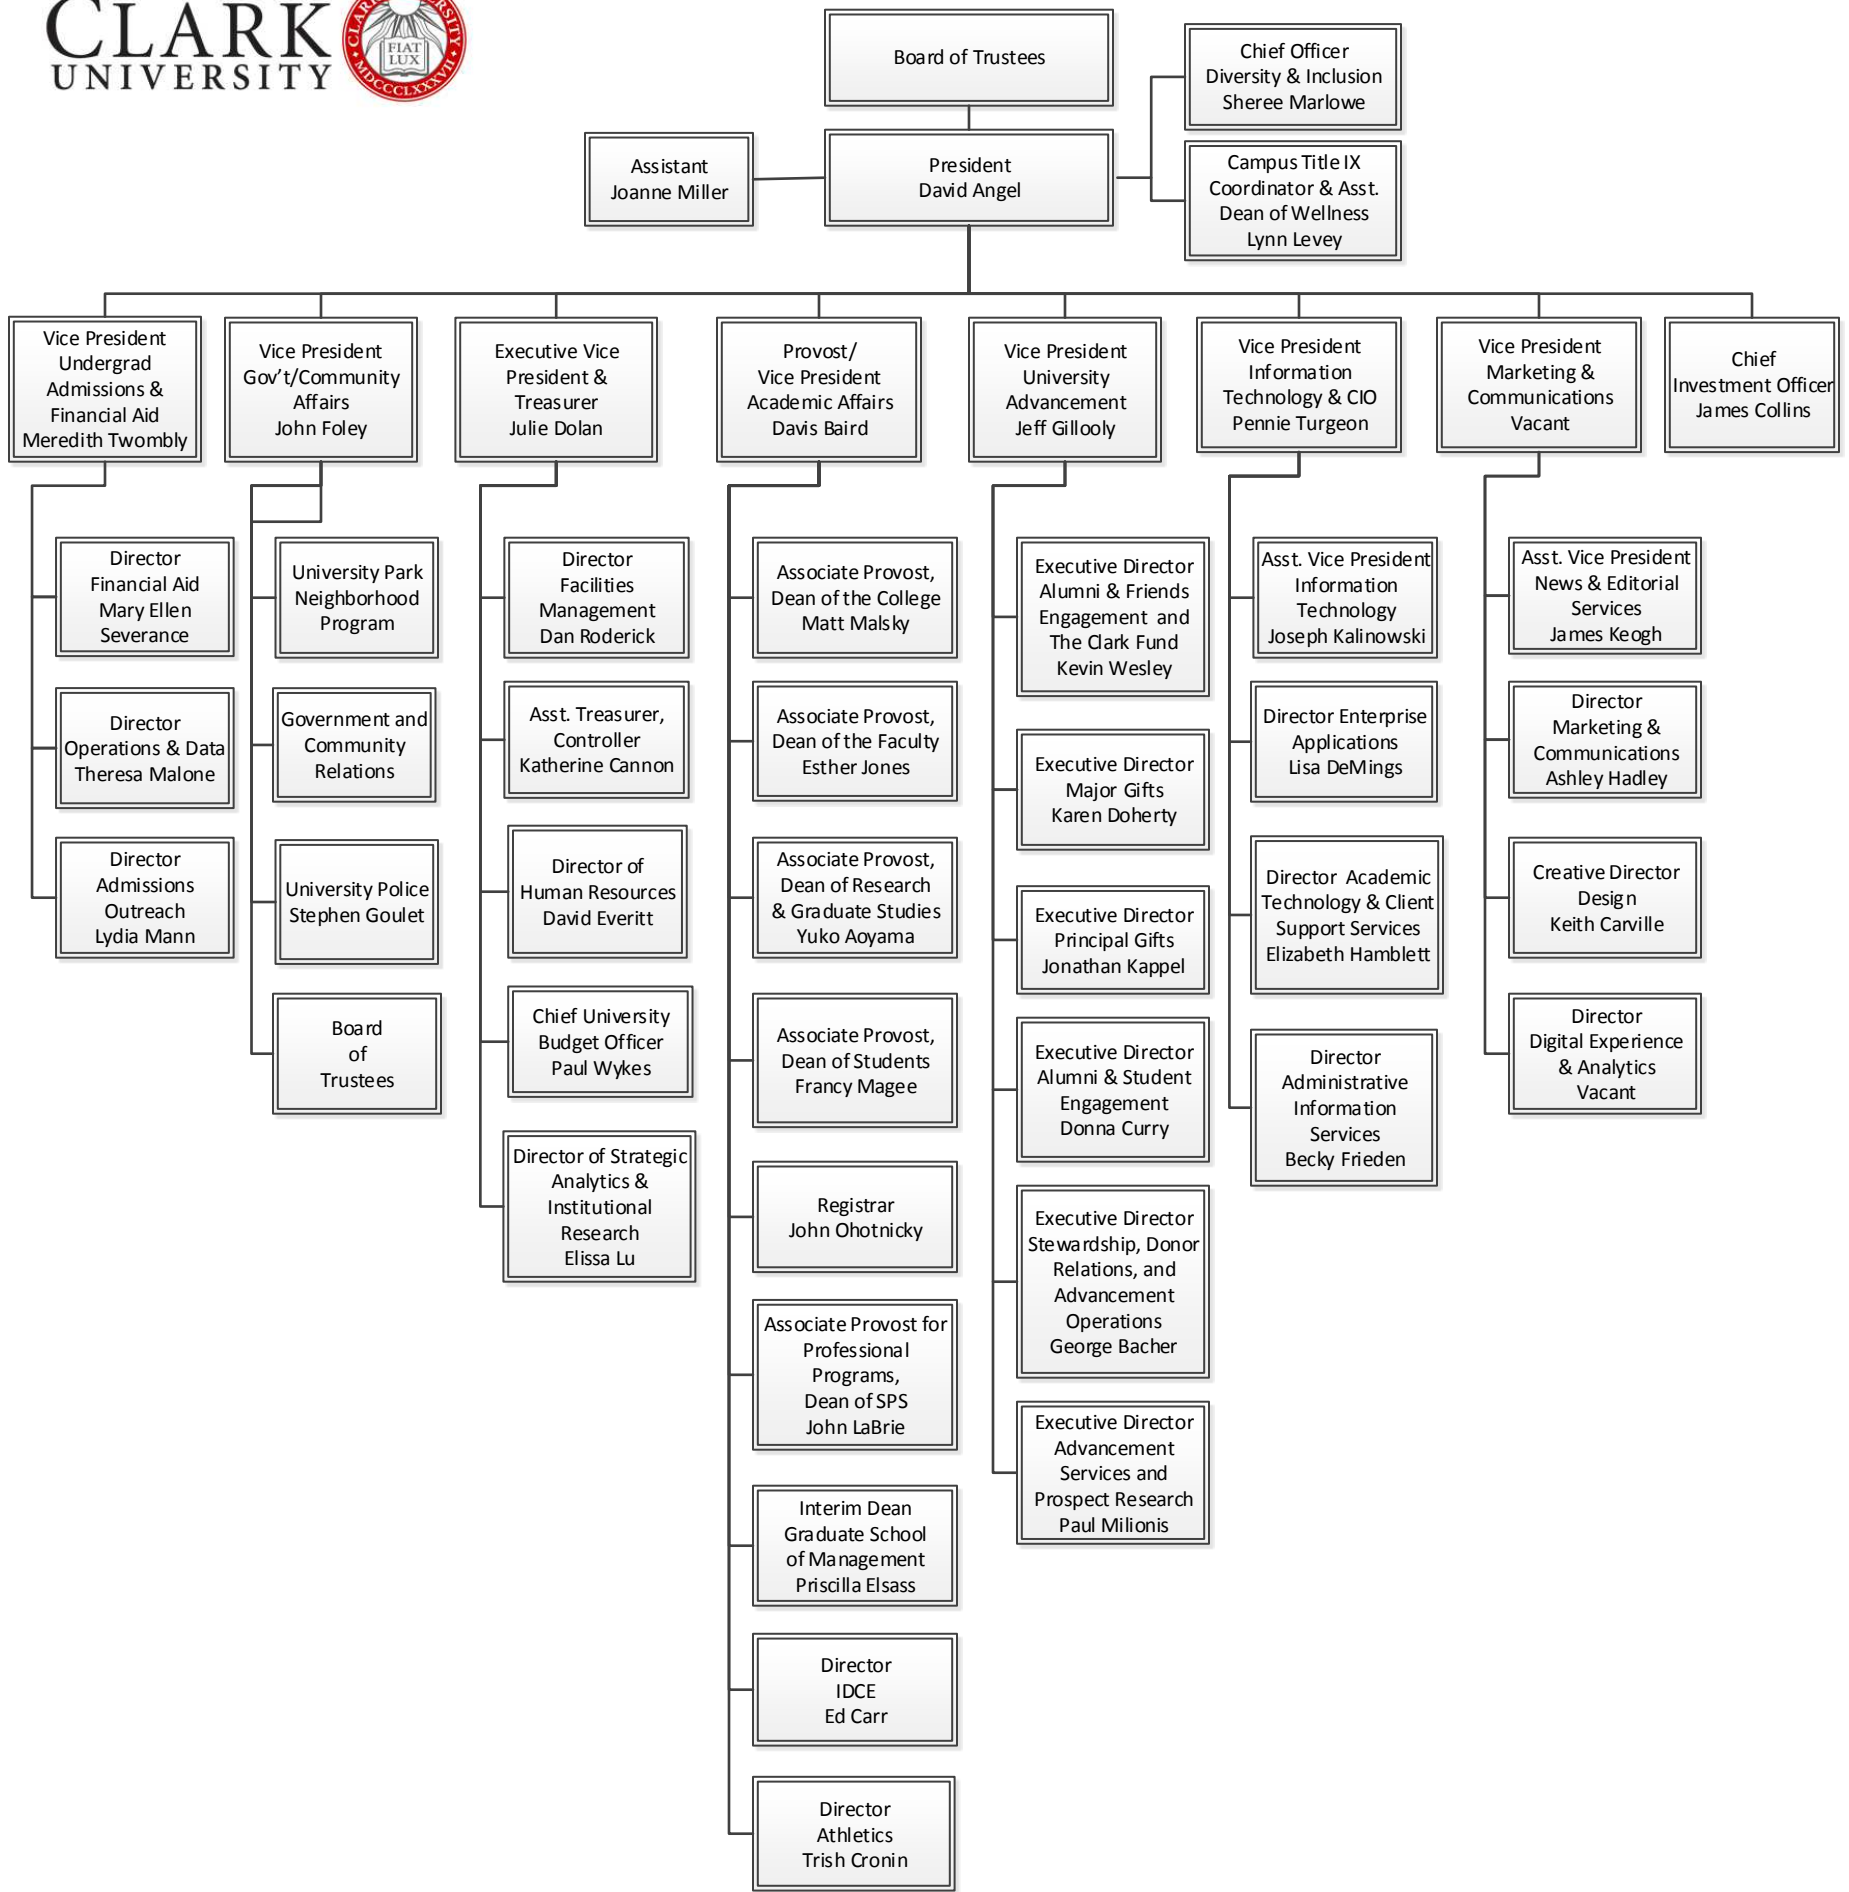 CLARK
UNIVERSITY
FIAT
LUX
MDCCCLXXXVII
Board of Trustees
Chief Officer
Diversity & Inclusion
Sheree Marlowe
Assistant
Joanne Miller
President
David Angel
Campus Title IX
Coordinator & Asst.
Dean of Wellness
Lynn Levey
Vice President
Undergrad
Admissions &
Financial Aid
Meredith Twombly
Vice President
Gov't/Community
Affairs
John Foley
Executive Vice
President &
Treasurer
Julie Dolan
Provost/
Vice President
Academic Affairs
Davis Baird
Vice President
University
Advancement
Jeff Gillooly
Vice President
Information
Technology & CIO
Pennie Turgeon
Vice President
Marketing &
Communications
Vacant
Chief
Investment Officer
James Collins
Director
Financial Aid
Mary Ellen
Severance
Director
Operations & Data
Theresa Malone
Director
Admissions
Outreach
Lydia Mann
University Park
Neighborhood
Program
Government and
Community
Relations
University Police
Stephen Goulet
Board
of
Trustees
Director
Facilities
Management
Dan Roderick
Asst. Treasurer,
Controller
Katherine Cannon
Director of
Human Resources
David Everitt
Chief University
Budget Officer
Paul Wykes
Director of Strategic
Analytics &
Institutional
Research
Elissa Lu
Associate Provost,
Dean of the College
Matt Malsky
Associate Provost,
Dean of the Faculty
Esther Jones
Associate Provost,
Dean of Research
& Graduate Studies
Yuko Aoyama
Associate Provost,
Dean of Students
Francy Magee
Registrar
John Ohotnicky
Associate Provost for
Professional
Programs,
Dean of SPS
John LaBrie
Interim Dean
Graduate School
of Management
Priscilla Elsass
Director
IDCE
Ed Carr
Director
Athletics
Trish Cronin
Executive Director
Alumni & Friends
Engagement and
The Clark Fund
Kevin Wesley
Executive Director
Major Gifts
Karen Doherty
Executive Director
Principal Gifts
Jonathan Kappel
Executive Director
Alumni & Student
Engagement
Donna Curry
Executive Director
Stewardship, Donor
Relations, and
Advancement
Operations
George Bacher
Executive Director
Advancement
Services and
Prospect Research
Paul Milionis
Asst. Vice President
Information
Technology
Joseph Kalinowski
Director Enterprise
Applications
Lisa DeMings
Director Academic
Technology & Client
Support Services
Elizabeth Hamblett
Director
Administrative
Information
Services
Becky Frieden
Asst. Vice President
News & Editorial
Services
James Keogh
Director
Marketing &
Communications
Ashley Hadley
Creative Director
Design
Keith Carville
Director
Digital Experience
& Analytics
Vacant